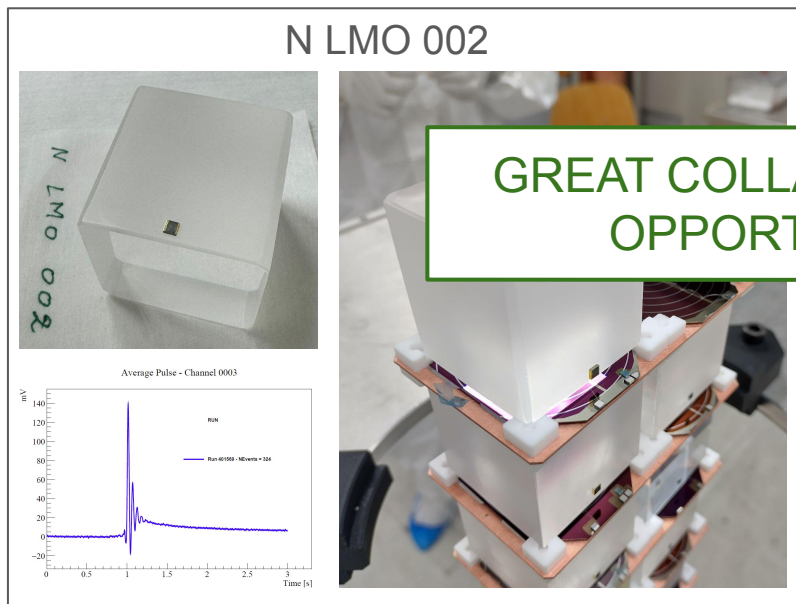 N LMO 002
GREAT COLLA
OPPORT
N LMO 002
Average Pulse - Channel 0003
mV
140
120
100
80
60
40
20
0
−20
RUN
Run 401569 - NEvents = 324
0 0.5 1 1.5 2 2.5 3
Time [s]